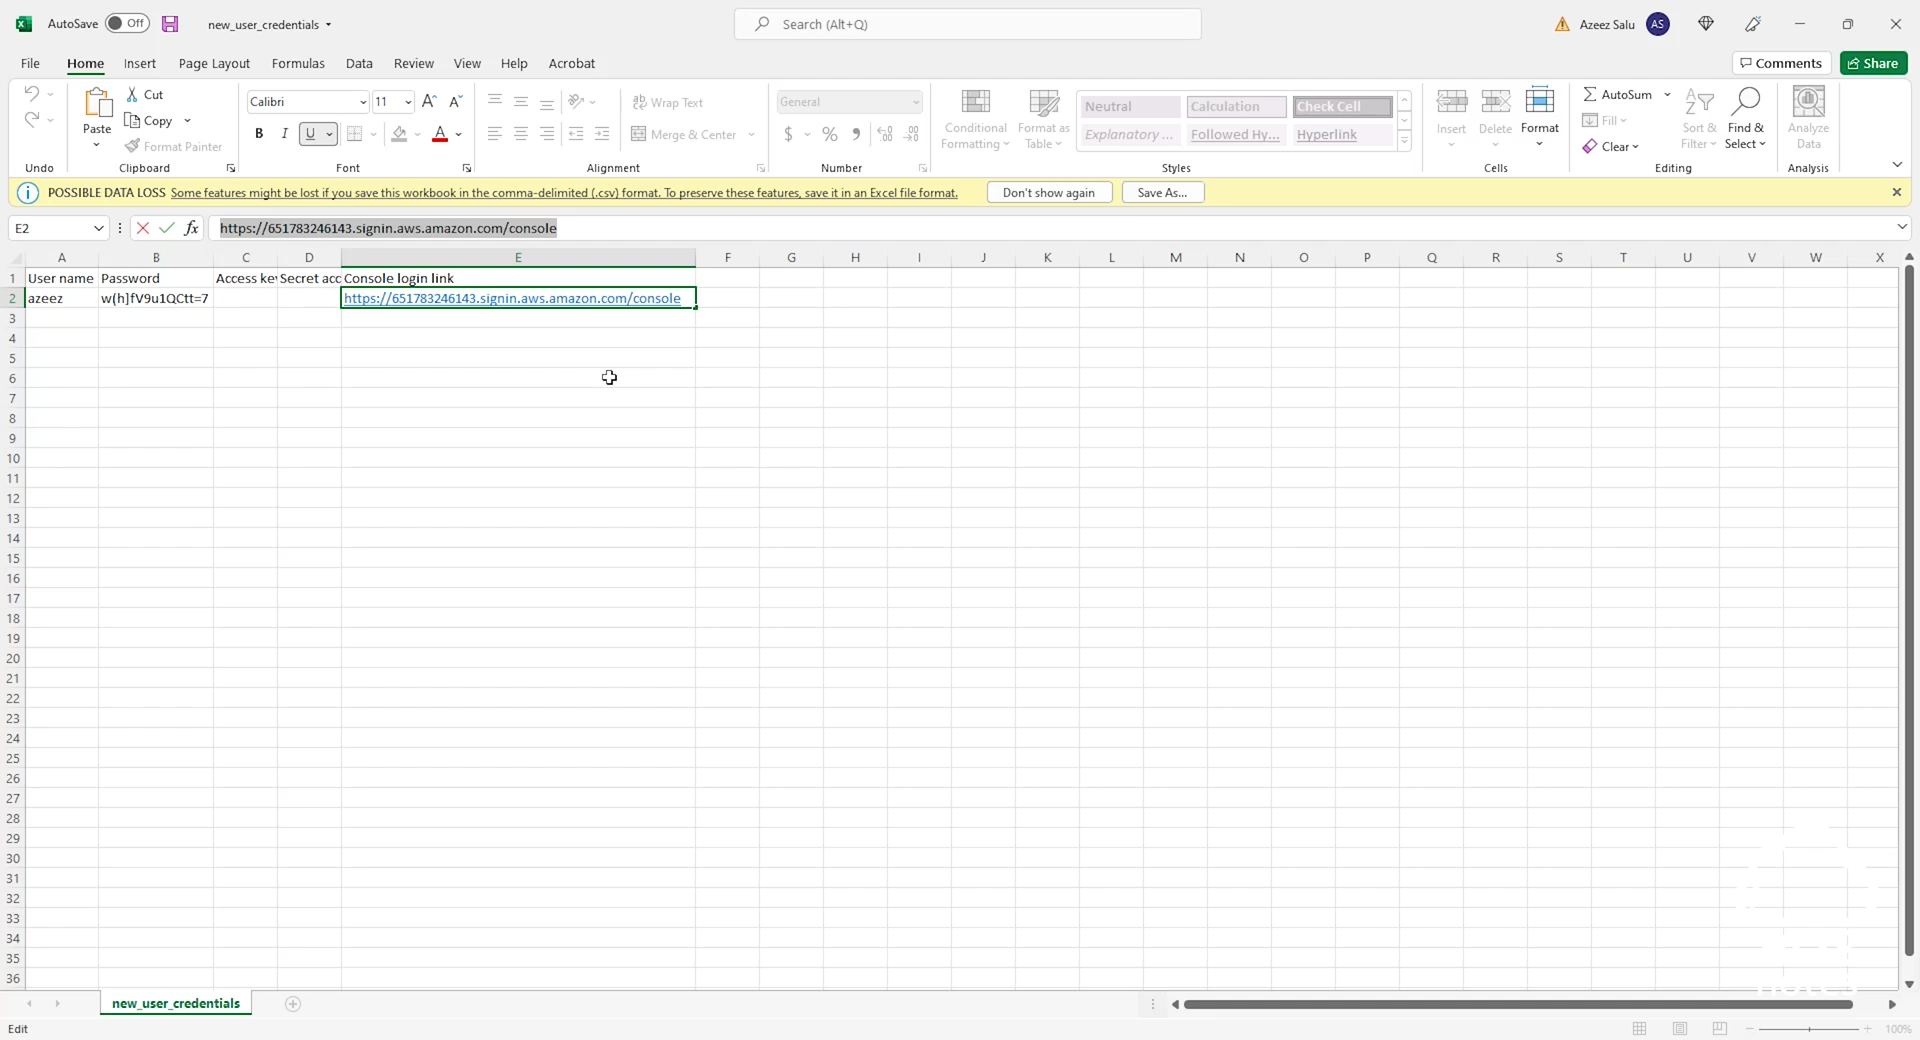 AutoSave Off new_user_credentials Search (Alt+Q) Azeez Salu AS
File Home Insert Page Layout Formulas Data Review View Help Acrobat Comments Share
Paste Cut Copy Format Painter
Calibri 11 B I U A
Wrap Text Merge & Center
General $ % 9
Conditional Formatting Format as Table
Neutral Calculation Check Cell
Explanatory ... Followed Hy... Hyperlink
Insert Delete Format
AutoSum Fill Clear
Sort & Filter Find & Select
Analyze Data
Undo Clipboard Font Alignment Number Styles Cells Editing Analysis
POSSIBLE DATA LOSS Some features might be lost if you save this workbook in the comma-delimited (.csv) format. To preserve these features, save it in an Excel file format. Don't show again Save As...
E2 fx https://651783246143.signin.aws.amazon.com/console
A B C D E F G H I J K L M N O P Q R S T U V W X
1 User name Password Access key Secret acc Console login link
2 azeez w(h]fV9u1QCtt=7 https://651783246143.signin.aws.amazon.com/console
3
4
5
6
7
8
9
10
11
12
13
14
15
16
17
18
19
20
21
22
23
24
25
26
27
28
29
30
31
32
33
34
35
36
new_user_credentials
Edit 100%